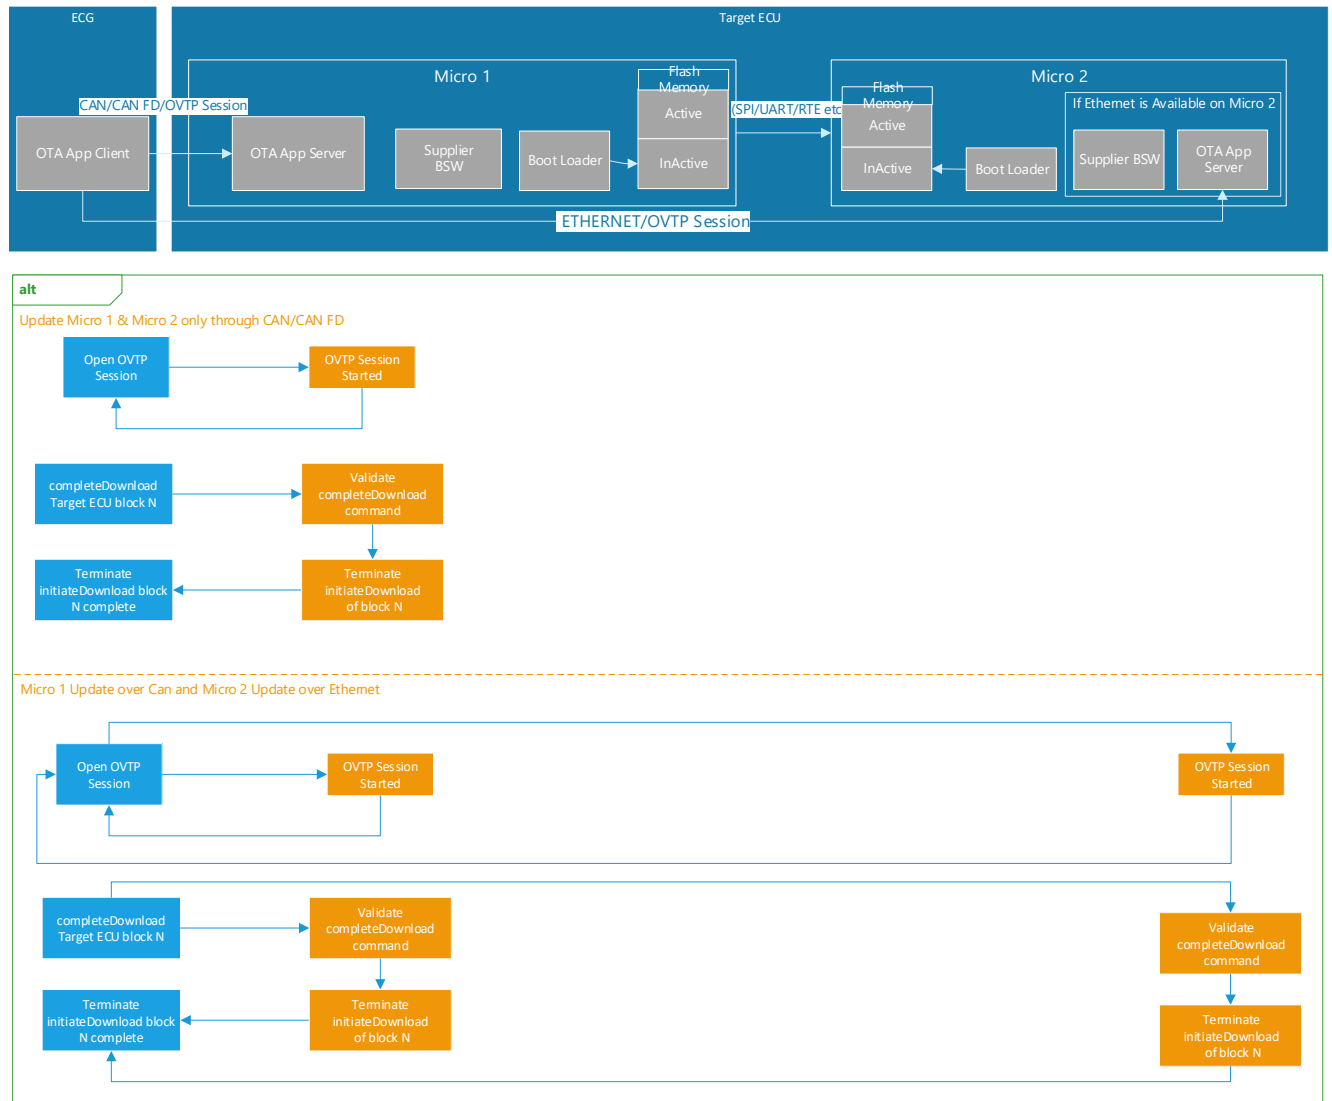 ECG
Target ECU
Micro 1
Flash
Memory
Micro 2
Flash
Memory
If Ethernet is Available on Micro 2
CAN/CAN FD/OVTP Session
(SPI/UART/RTE etc
Active
Active
OTA App Client
OTA App Server
Supplier
BSW
Boot Loader
InActive
InActive
Boot Loader
Supplier BSW
OTA App
Server
ETHERNET/OVTP Session
alt
Update Micro 1 & Micro 2 only through CAN/CAN FD
Open OVTP
Session
OVTP Session
Started
completeDownload
Target ECU block N
Validate
completeDownload
command
Terminate
initiateDownload block
N complete
Terminate
initiateDownload
of block N
Micro 1 Update over Can and Micro 2 Update over Ethernet
Open OVTP
Session
OVTP Session
Started
OVTP Session
Started
completeDownload
Target ECU block N
Validate
completeDownload
command
Validate
completeDownload
command
Terminate
initiateDownload block
N complete
Terminate
initiateDownload
of block N
Terminate
initiateDownload
of block N